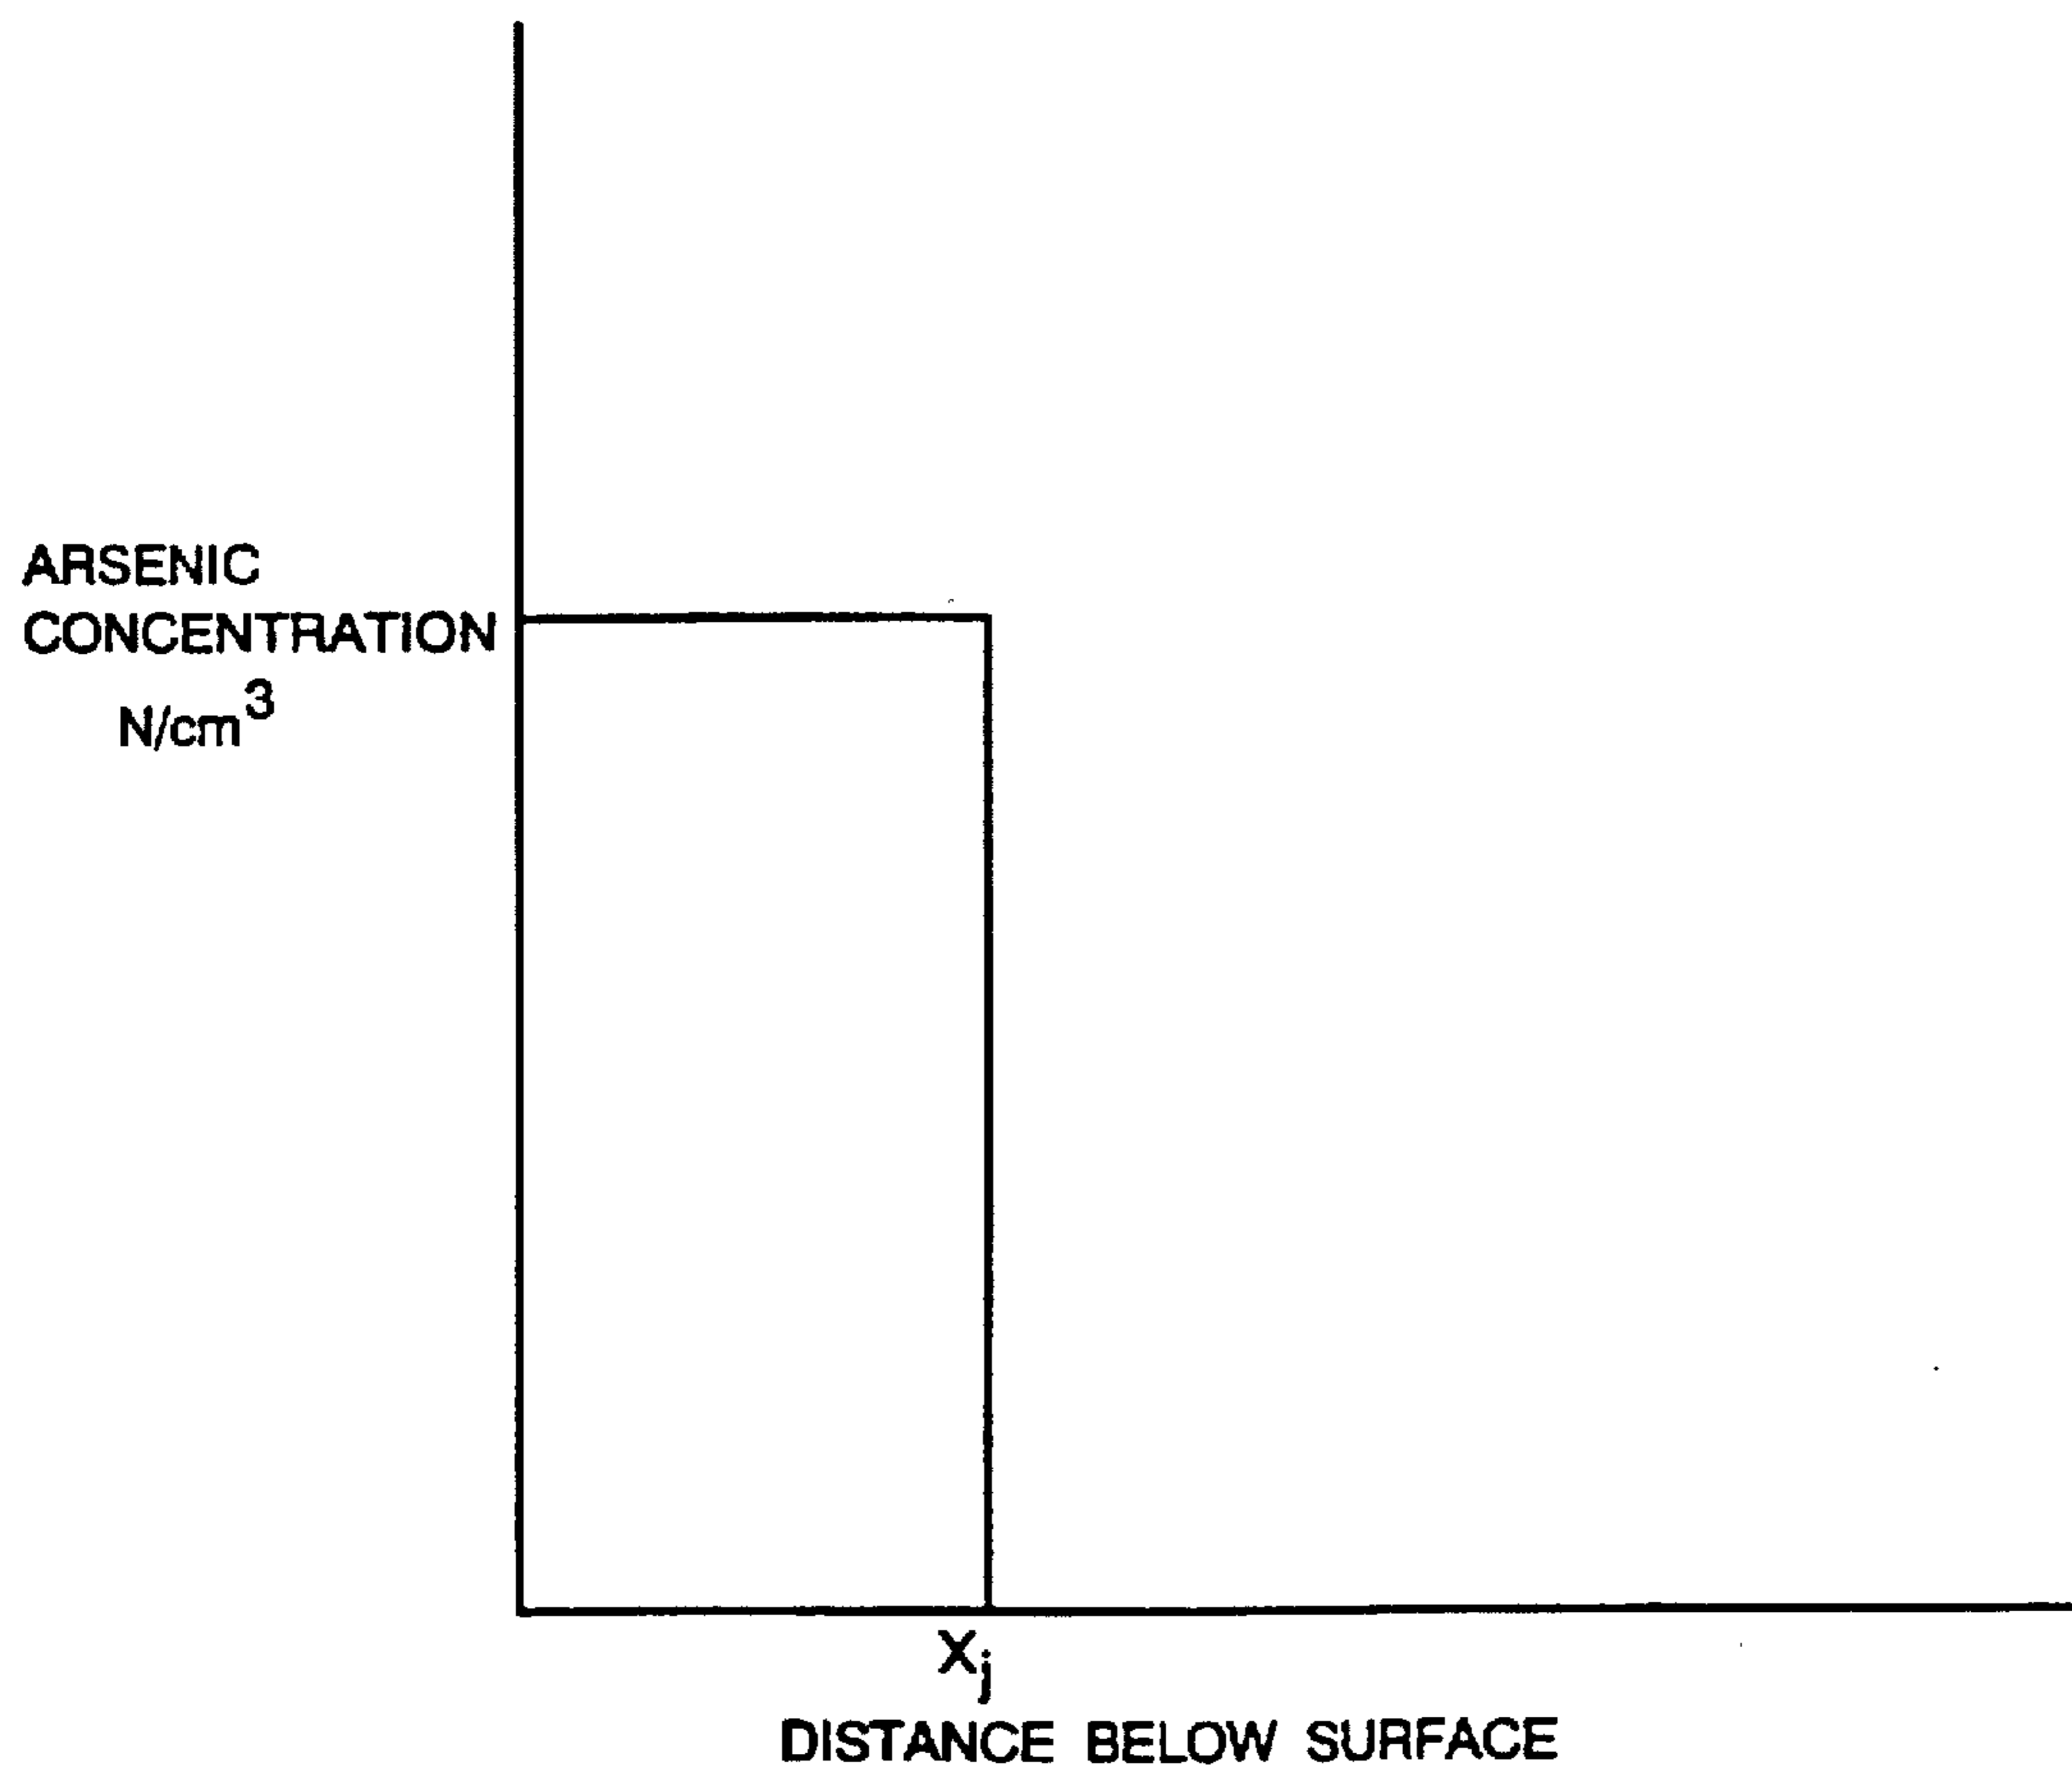 ARSENIC
CONCENTRATION
N/cm³
Xj
DISTANCE BELOW SURFACE